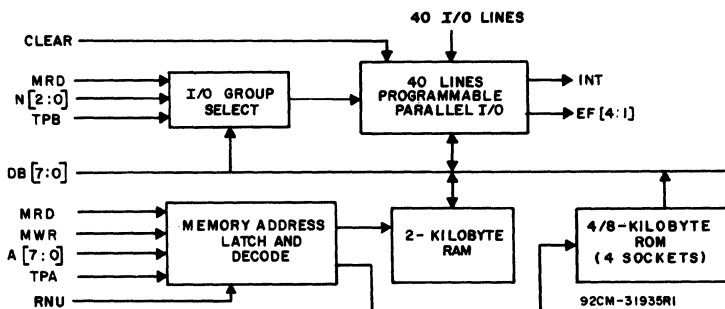 40 I/O LINES
CLEAR
MRD
N [2:0]
TPB
I/O GROUP
SELECT
40 LINES
PROGRAMMABLE
PARALLEL I/O
INT
EF [4:1]
DB [7:0]
MRD
MWR
A [7:0]
TPA
RNU
MEMORY ADDRESS
LATCH AND
DECODE
2- KILOBYTE
RAM
4/8-KILOBYTE
ROM
(4 SOCKETS)
92CM-31935R1